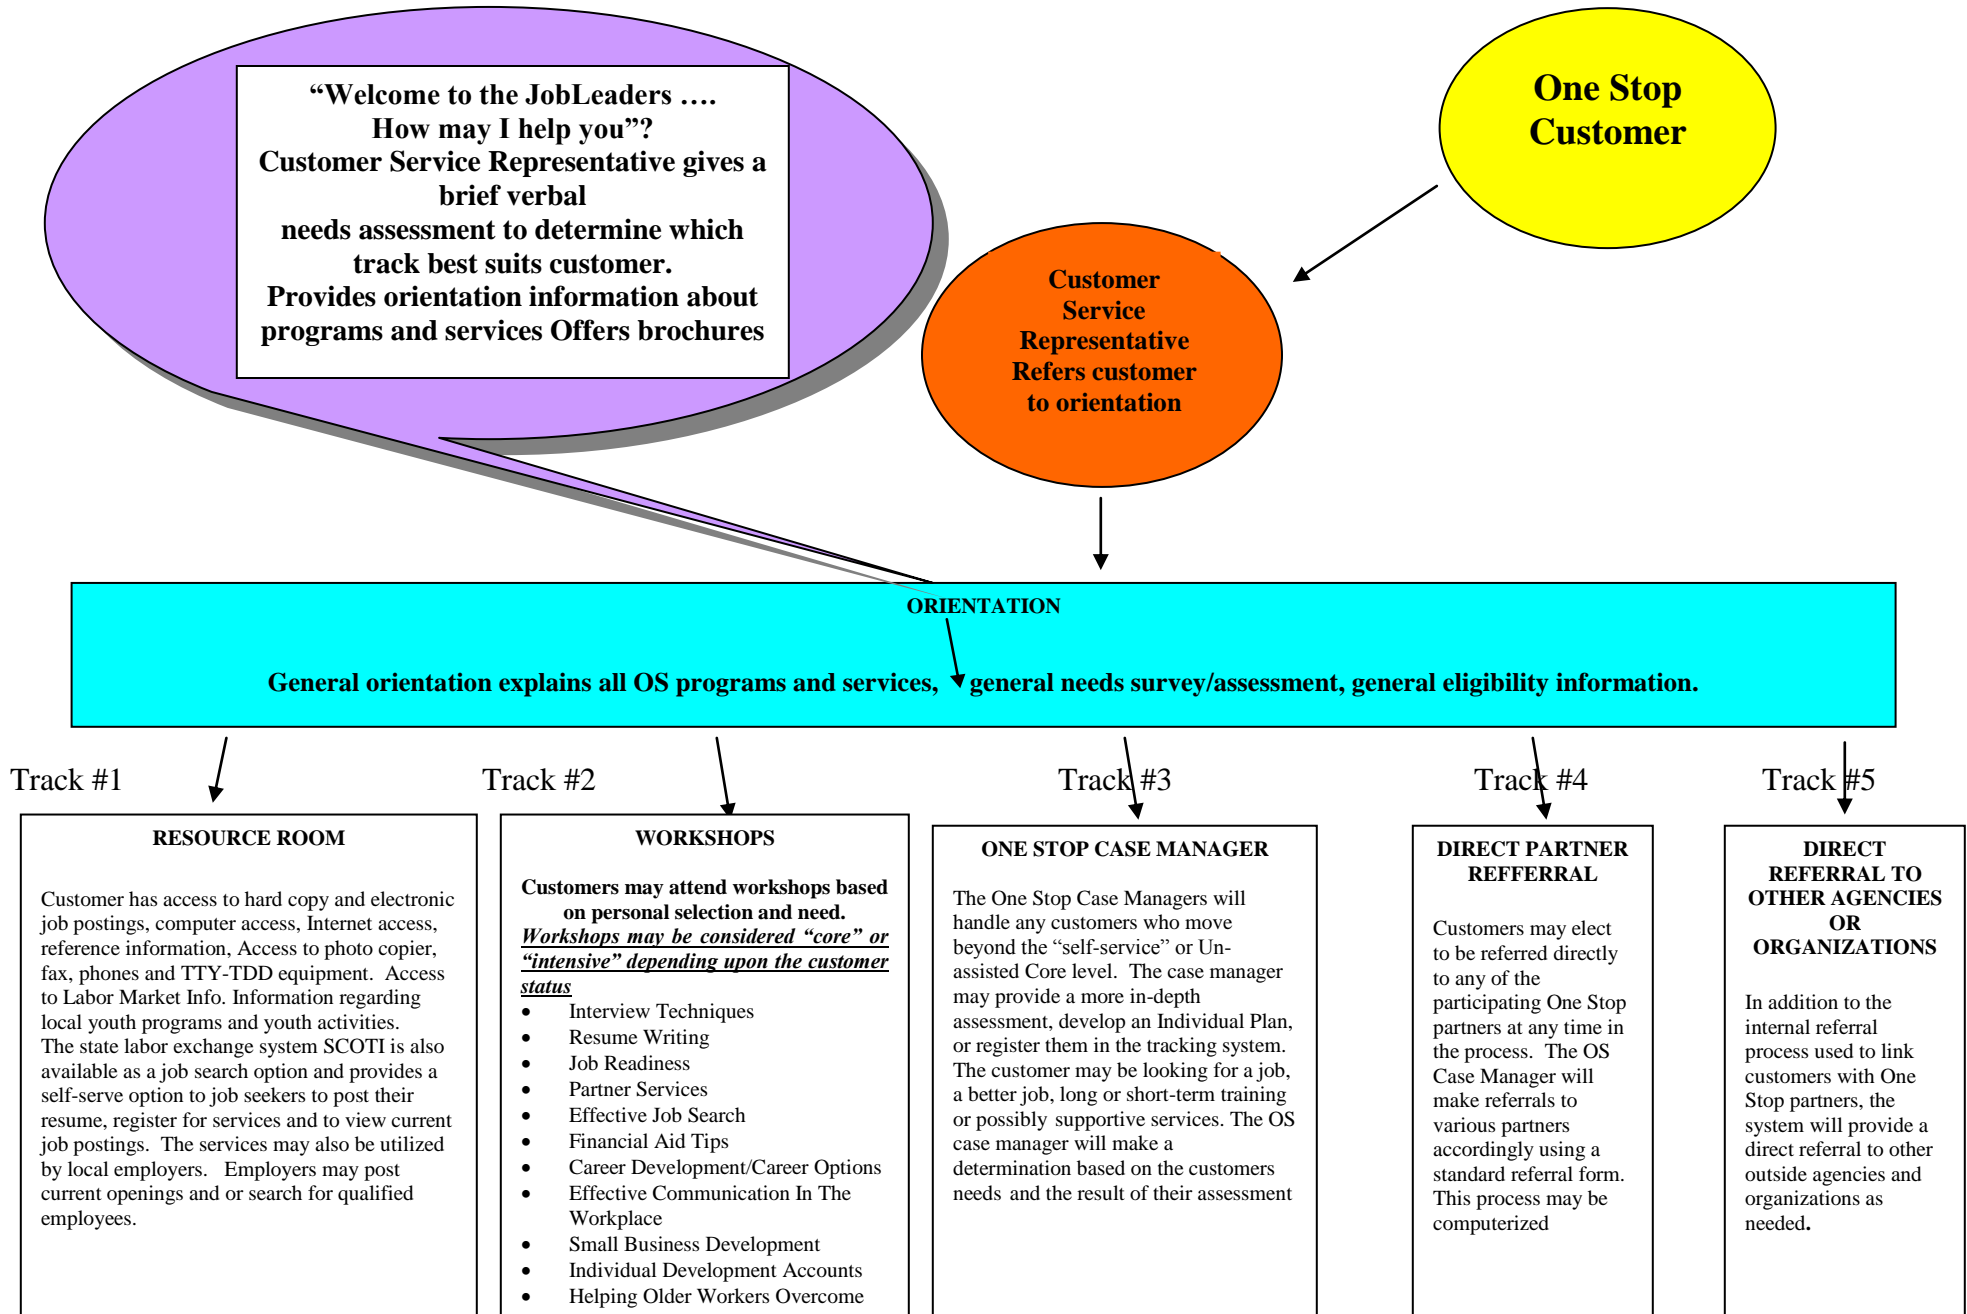 “Welcome to the JobLeaders ….
How may I help you”?
Customer Service Representative gives a
brief verbal
needs assessment to determine which
track best suits customer.
Provides orientation information about
programs and services Offers brochures
One Stop
Customer
Customer
Service
Representative
Refers customer
to orientation
ORIENTATION
General orientation explains all OS programs and services, general needs survey/assessment, general eligibility information.
Track #1
Track #2
Track #3
Track #4
Track #5
RESOURCE ROOM
Customer has access to hard copy and electronic
job postings, computer access, Internet access,
reference information, Access to photo copier,
fax, phones and TTY-TDD equipment. Access
to Labor Market Info. Information regarding
local youth programs and youth activities.
The state labor exchange system SCOTI is also
available as a job search option and provides a
self-serve option to job seekers to post their
resume, register for services and to view current
job postings. The services may also be utilized
by local employers. Employers may post
current openings and or search for qualified
employees.
WORKSHOPS
Customers may attend workshops based
on personal selection and need.
Workshops may be considered “core” or
“intensive” depending upon the customer
status
• Interview Techniques
• Resume Writing
• Job Readiness
• Partner Services
• Effective Job Search
• Financial Aid Tips
• Career Development/Career Options
• Effective Communication In The
Workplace
• Small Business Development
• Individual Development Accounts
• Helping Older Workers Overcome
ONE STOP CASE MANAGER
The One Stop Case Managers will
handle any customers who move
beyond the “self-service” or Un-
assisted Core level. The case manager
may provide a more in-depth
assessment, develop an Individual Plan,
or register them in the tracking system.
The customer may be looking for a job,
a better job, long or short-term training
or possibly supportive services. The OS
case manager will make a
determination based on the customers
needs and the result of their assessment
DIRECT PARTNER
REFFERRAL
Customers may elect
to be referred directly
to any of the
participating One Stop
partners at any time in
the process. The OS
Case Manager will
make referrals to
various partners
accordingly using a
standard referral form.
This process may be
computerized
DIRECT
REFERRAL TO
OTHER AGENCIES
OR
ORGANIZATIONS
In addition to the
internal referral
process used to link
customers with One
Stop partners, the
system will provide a
direct referral to other
outside agencies and
organizations as
needed.